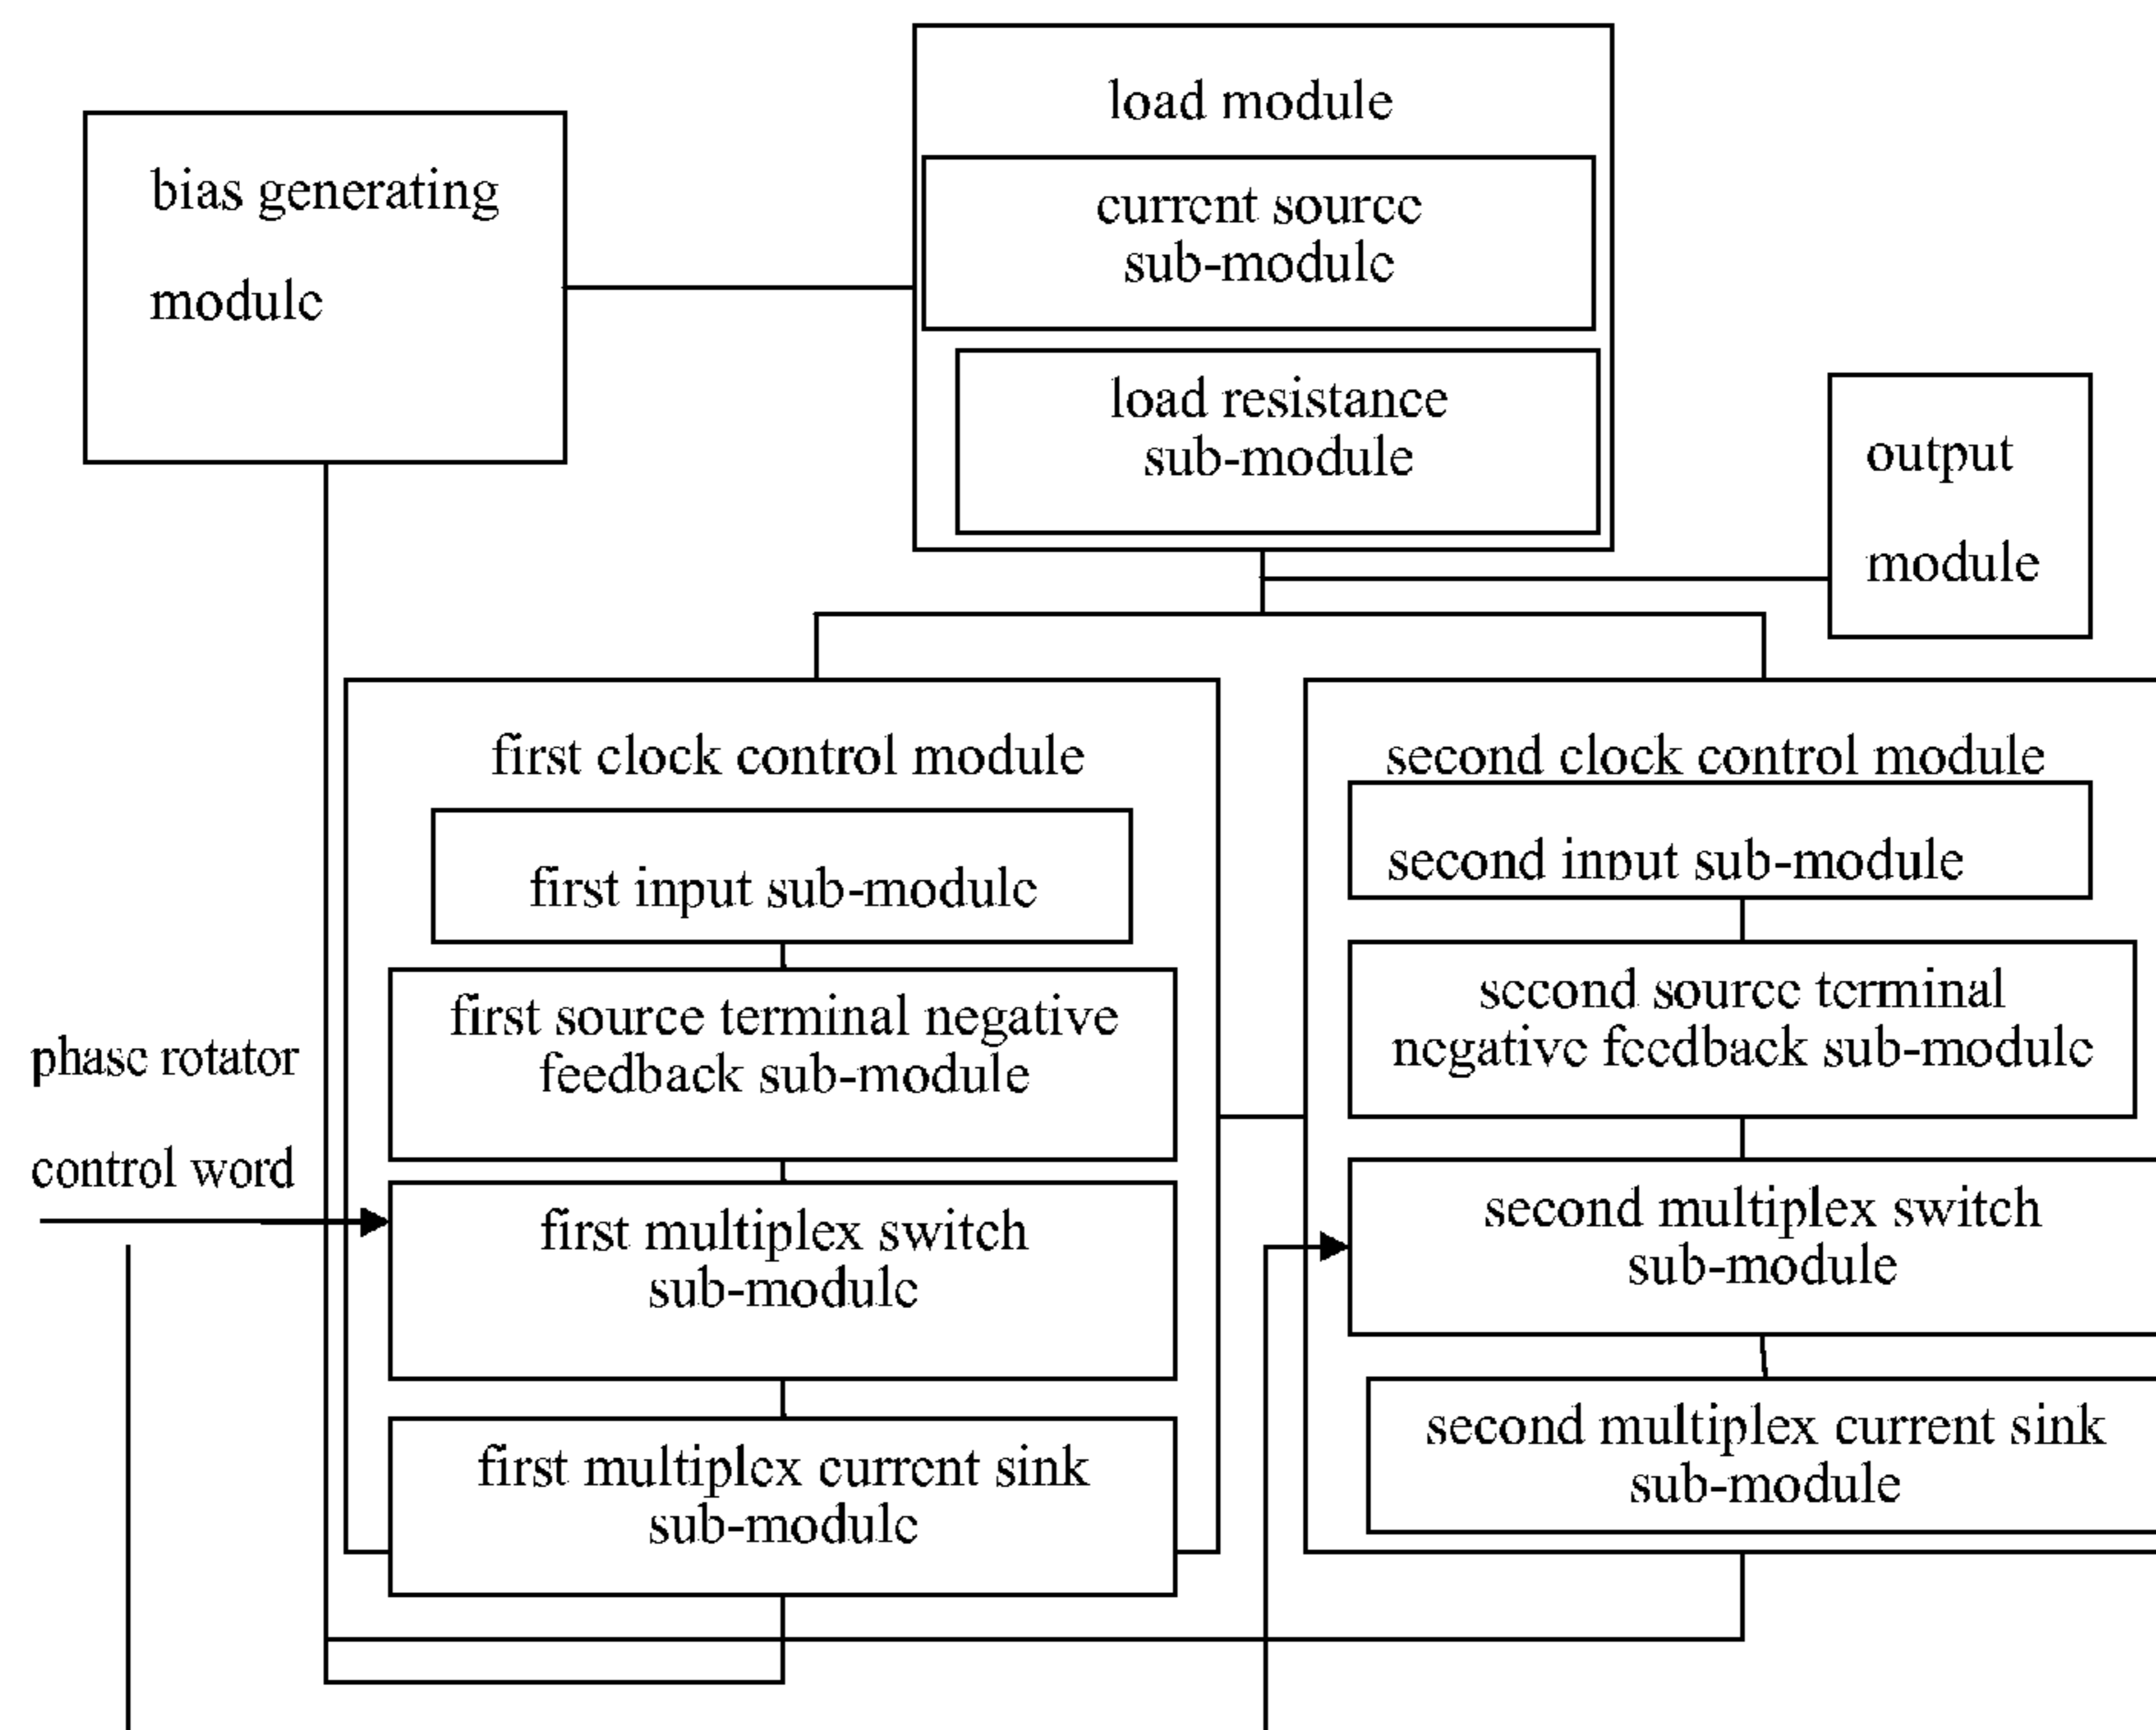 load module
bias generating
module
current source
sub-module
load resistance
sub-module
output
module
first clock control module
first input sub-module
first source terminal negative
feedback sub-module
phase rotator
control word
first multiplex switch
sub-module
first multiplex current sink
sub-module
second clock control module
second input sub-module
second source terminal
negative feedback sub-module
second multiplex switch
sub-module
second multiplex current sink
sub-module